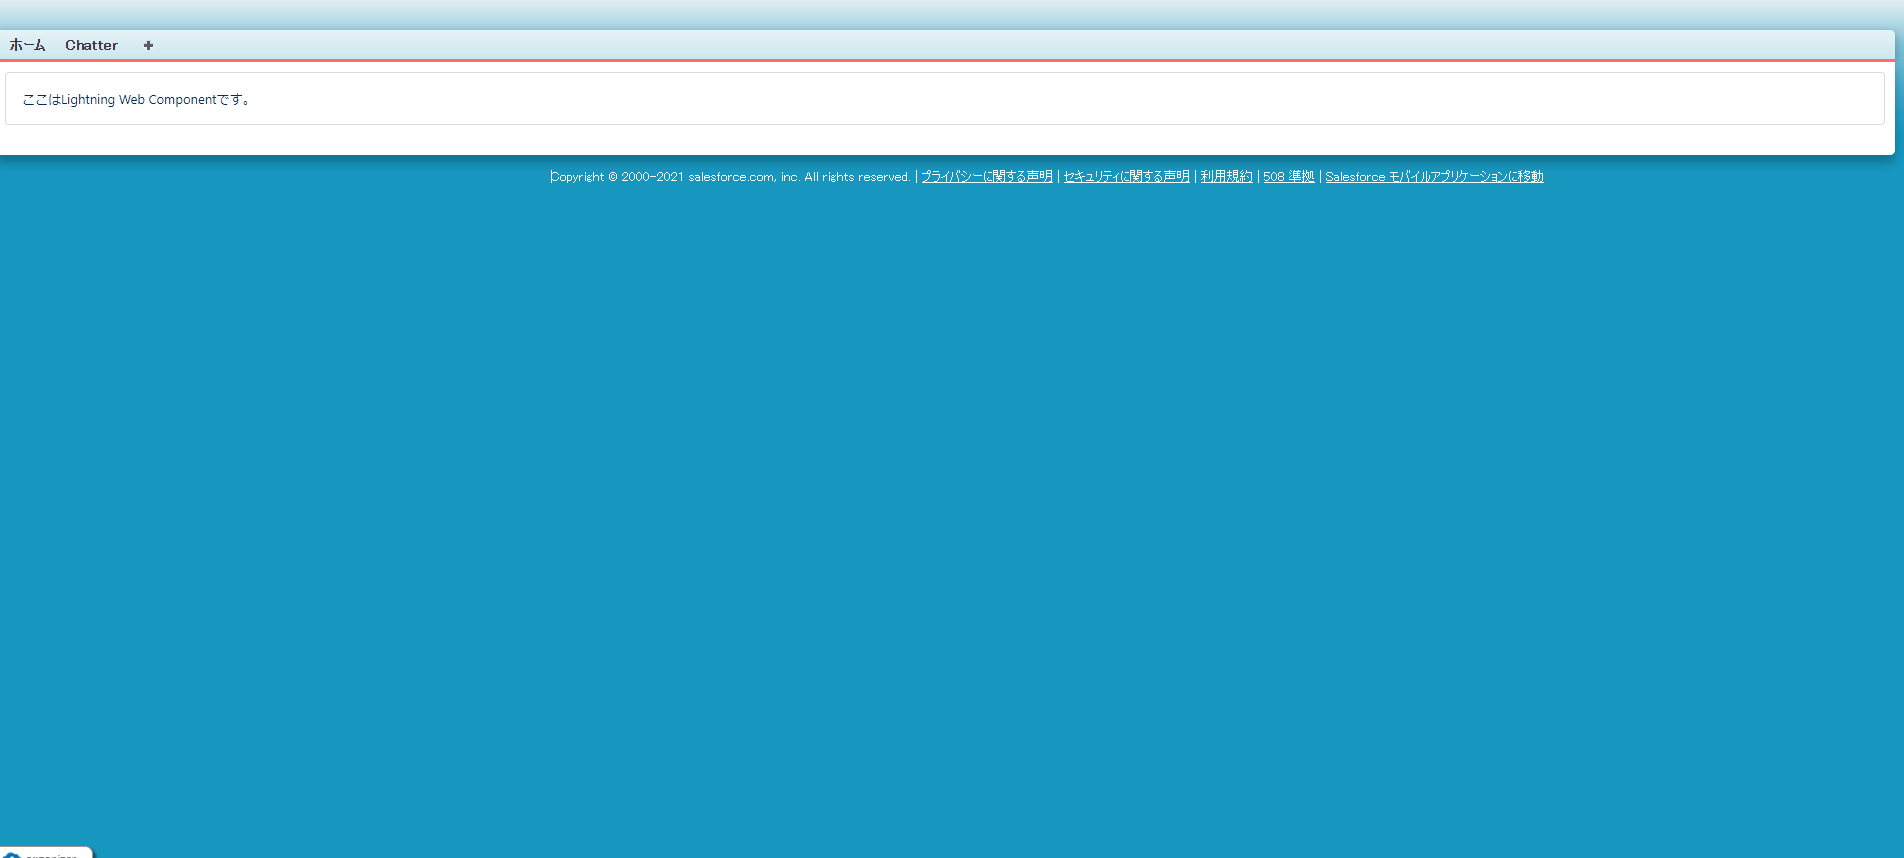 ホーム Chatter +
ここはLightning Web Componentです。
Copyright © 2000-2021 salesforce.com, inc. All rights reserved. | プライバシーに関する声明 | セキュリティに関する声明 | 利用規約 | 508 準拠 | Salesforce モバイルアプリケーションに移動